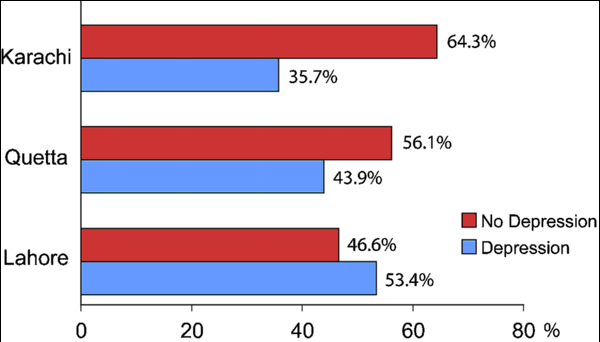 Karachi
64.3%
35.7%
Quetta
56.1%
43.9%
No Depression
Depression
Lahore
46.6%
53.4%
0 20 40 60 80 %